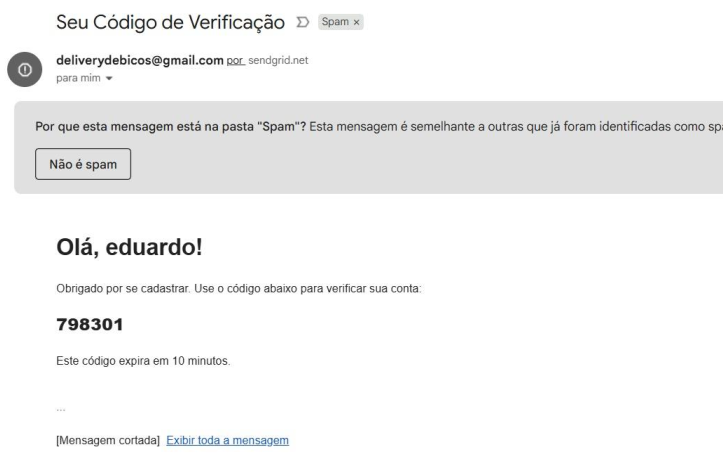 Seu Código de Verificação Spam x
deliverydebicos@gmail.com por sendgrid.net
para mim
Por que esta mensagem está na pasta "Spam"? Esta mensagem é semelhante a outras que já foram identificadas como
Não é spam
Olá, eduardo!
Obrigado por se cadastrar. Use o código abaixo para verificar sua conta:
798301
Este código expira em 10 minutos.
...
[Mensagem cortada] Exibir toda a mensagem